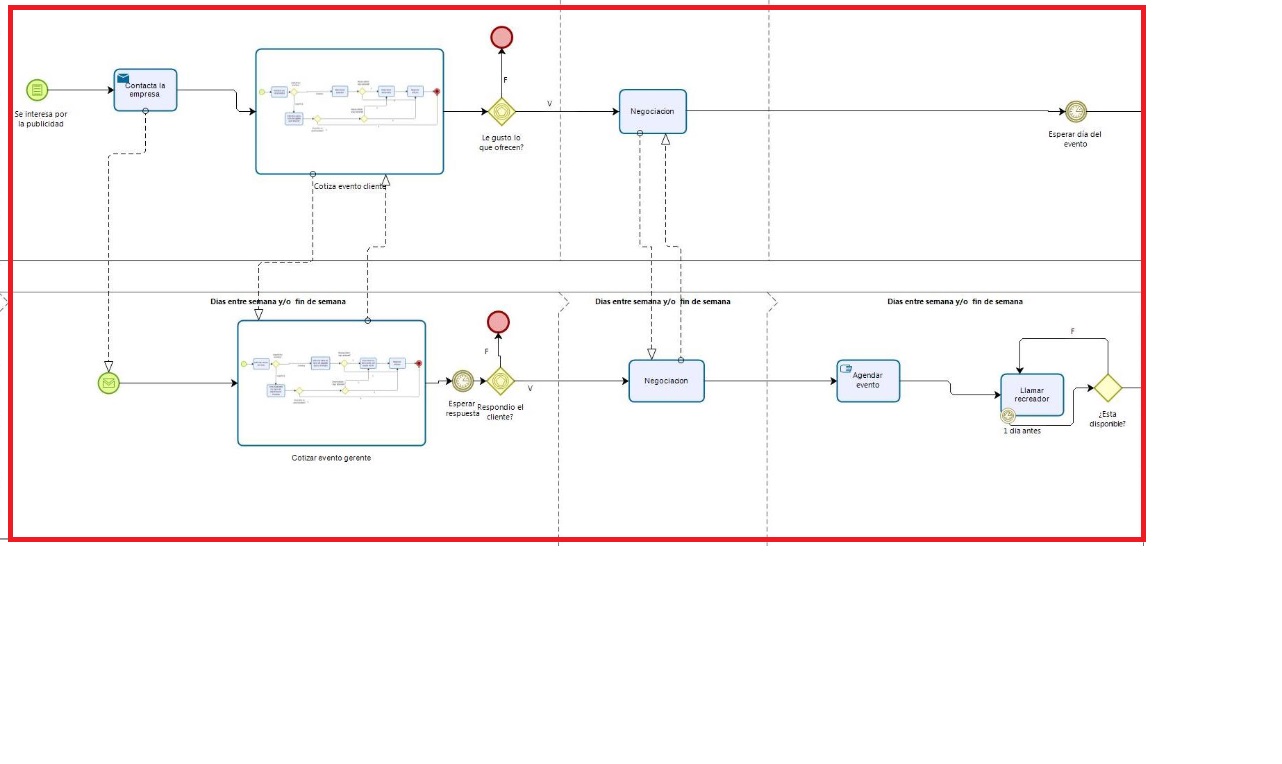 Contacta la
empresa
Se interesa por
la publicidad
Cotiza evento cliente
F
V
Le gusto lo
que ofrecen?
Negociacion
Esperar día del
evento
Dias entre semana y/o fin de semana
Dias entre semana y/o fin de semana
Dias entre semana y/o fin de semana
Cotizar evento gerente
Esperar
respuesta
F
V
Respondio el
cliente?
Negociacion
Agendar
evento
Llamar
recreador
1 día antes
F
¿Esta
disponible?